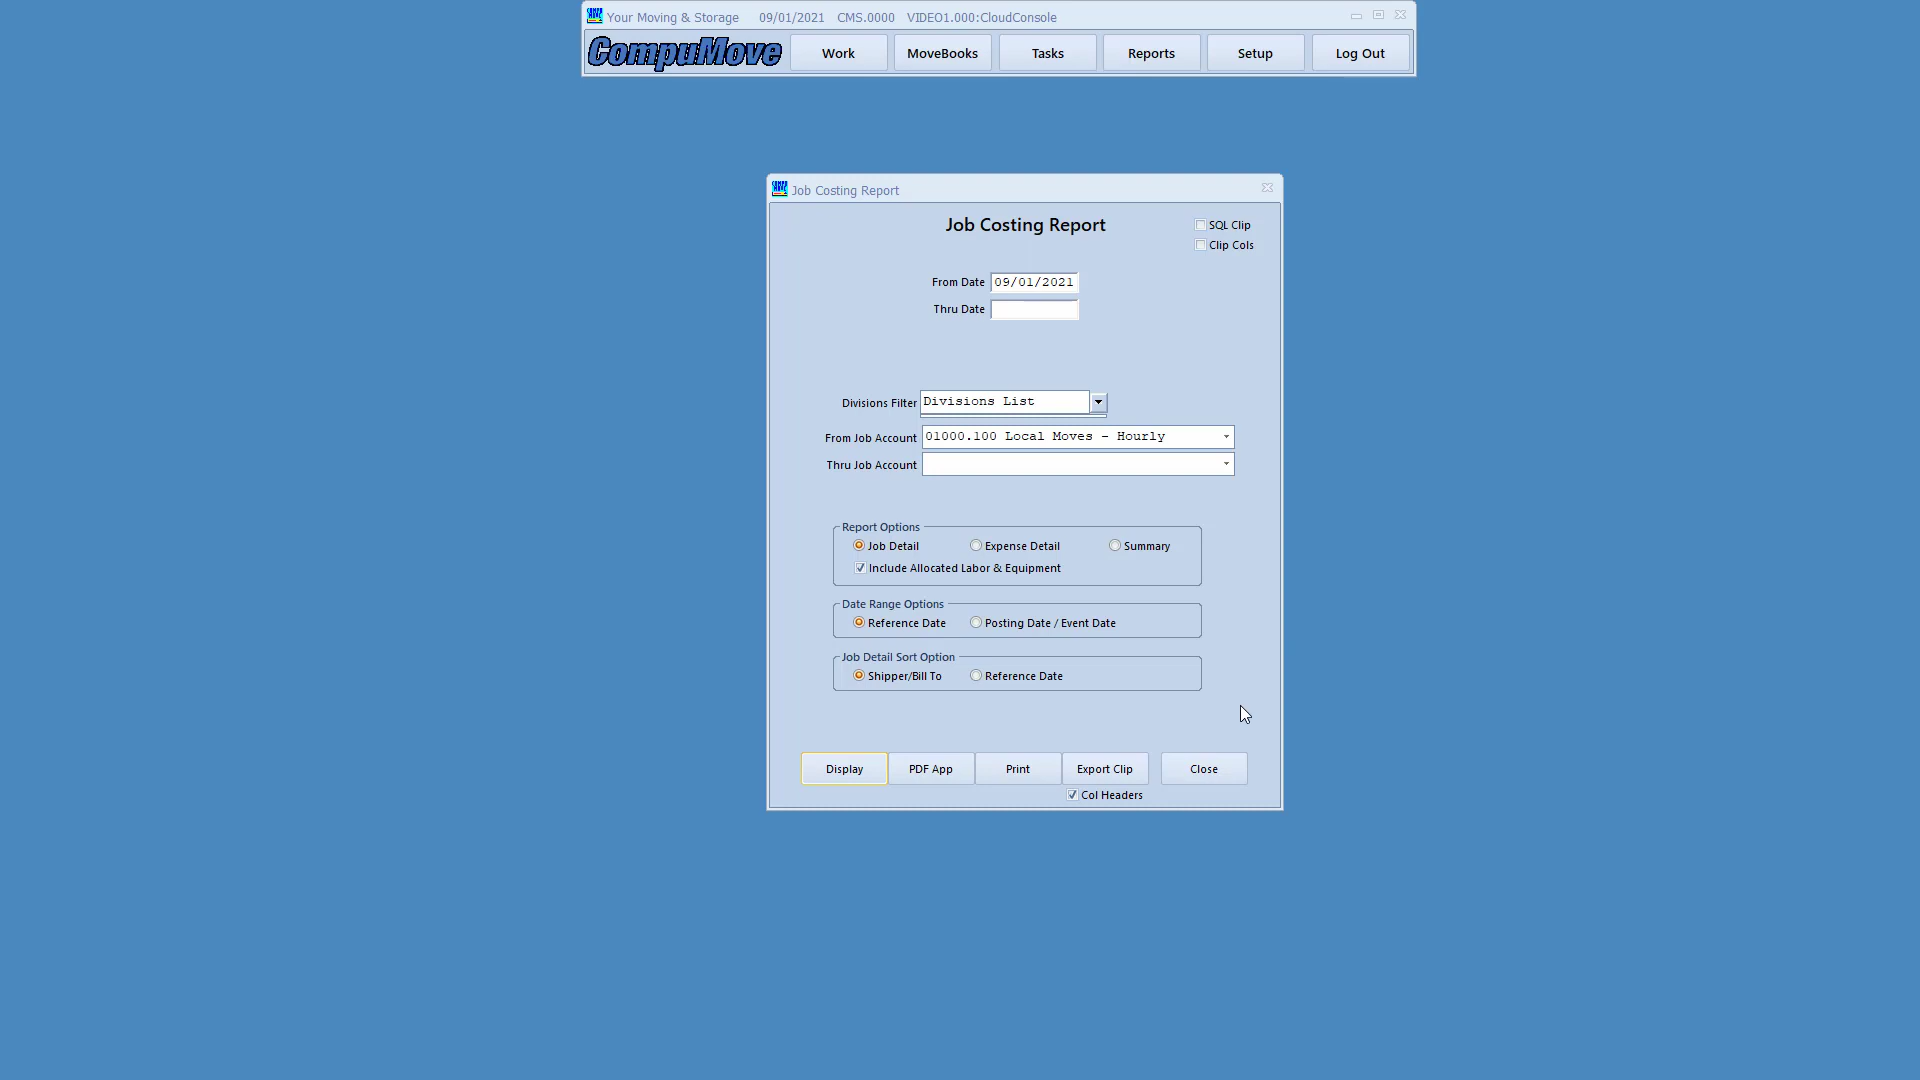 Your Moving & Storage 09/01/2021 CMS.0000 VIDEO1.000:CloudConsole
CompuMove Work MoveBooks Tasks Reports Setup Log Out
Job Costing Report
Job Costing Report
SQL Clip
Clip Cols
From Date 09/01/2021
Thru Date
Divisions Filter Divisions List
From Job Account 01000.100 Local Moves - Hourly
Thru Job Account
Report Options
Job Detail Expense Detail Summary
Include Allocated Labor & Equipment
Date Range Options
Reference Date Posting Date / Event Date
Job Detail Sort Option
Shipper/Bill To Reference Date
Display PDF App Print Export Clip Close
Col Headers